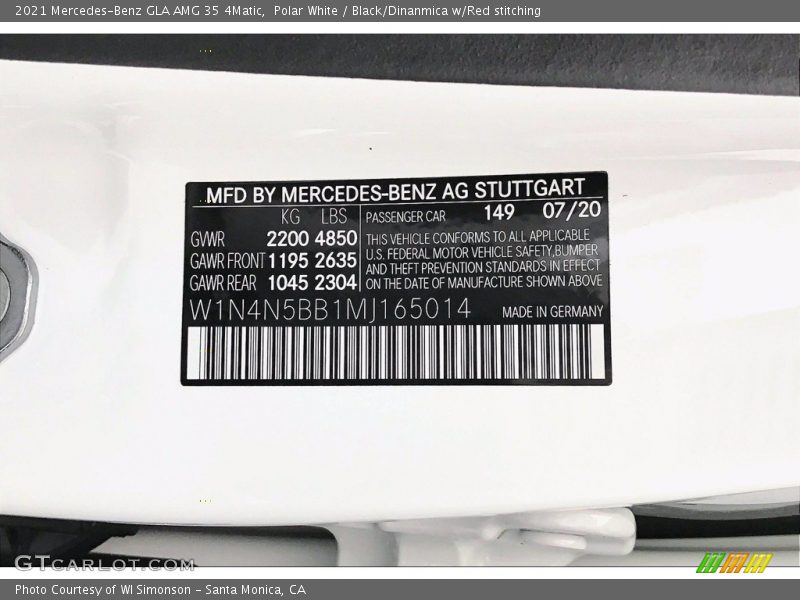 2021 Mercedes-Benz GLA AMG 35 4Matic,  Polar White / Black/Dinanmica w/Red stitching
MFD BY MERCEDES-BENZ AG STUTTGART
KG LBS
GVWR 2200 4850
GAWR FRONT 1195 2635
GAWR REAR 1045 2304
PASSENGER CAR 149 07/20
THIS VEHICLE CONFORMS TO ALL APPLICABLE
U.S. FEDERAL MOTOR VEHICLE SAFETY,BUMPER
AND THEFT PREVENTION STANDARDS IN EFFECT
ON THE DATE OF MANUFACTURE SHOWN ABOVE
W1N4N5BB1MJ165014 MADE IN GERMANY
GTcarlot.com
Photo Courtesy of WI Simonson - Santa Monica, CA